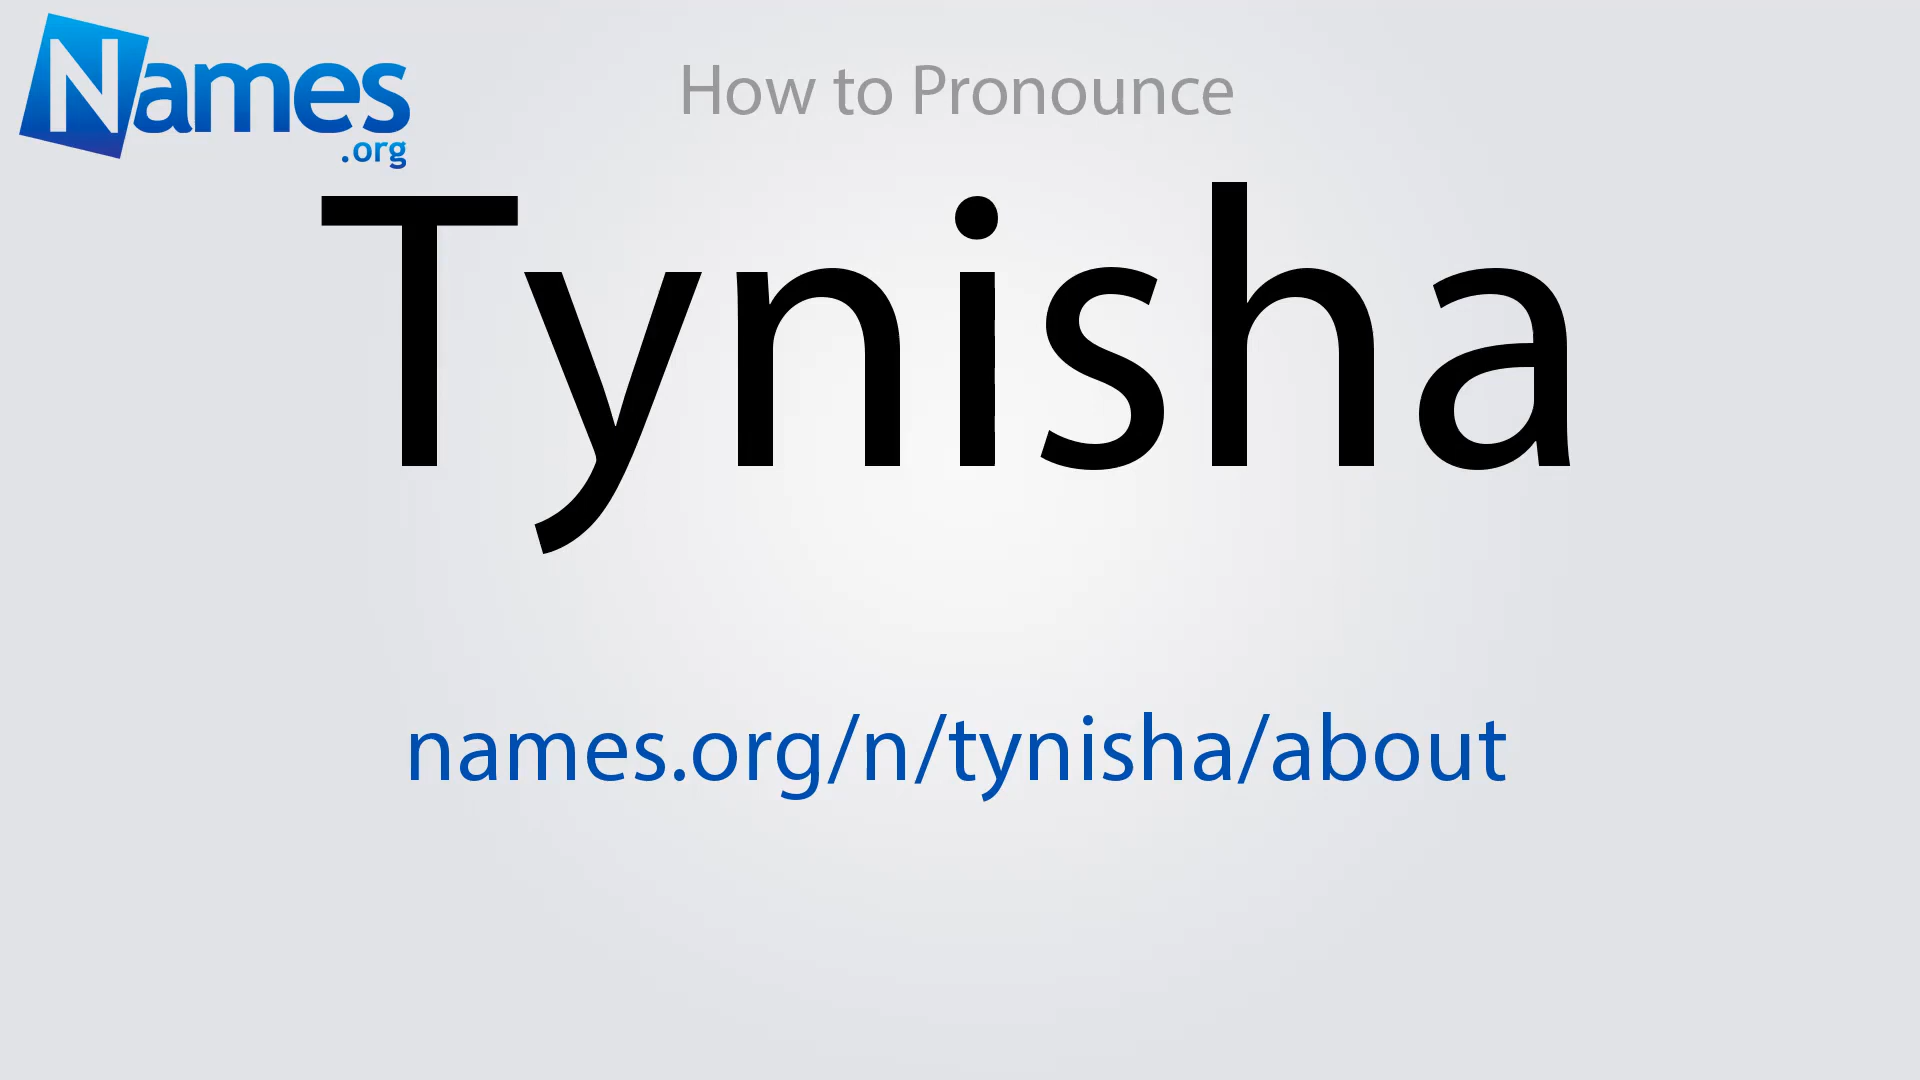 Names
.org
How to Pronounce
Tynisha
names.org/n/tynisha/about